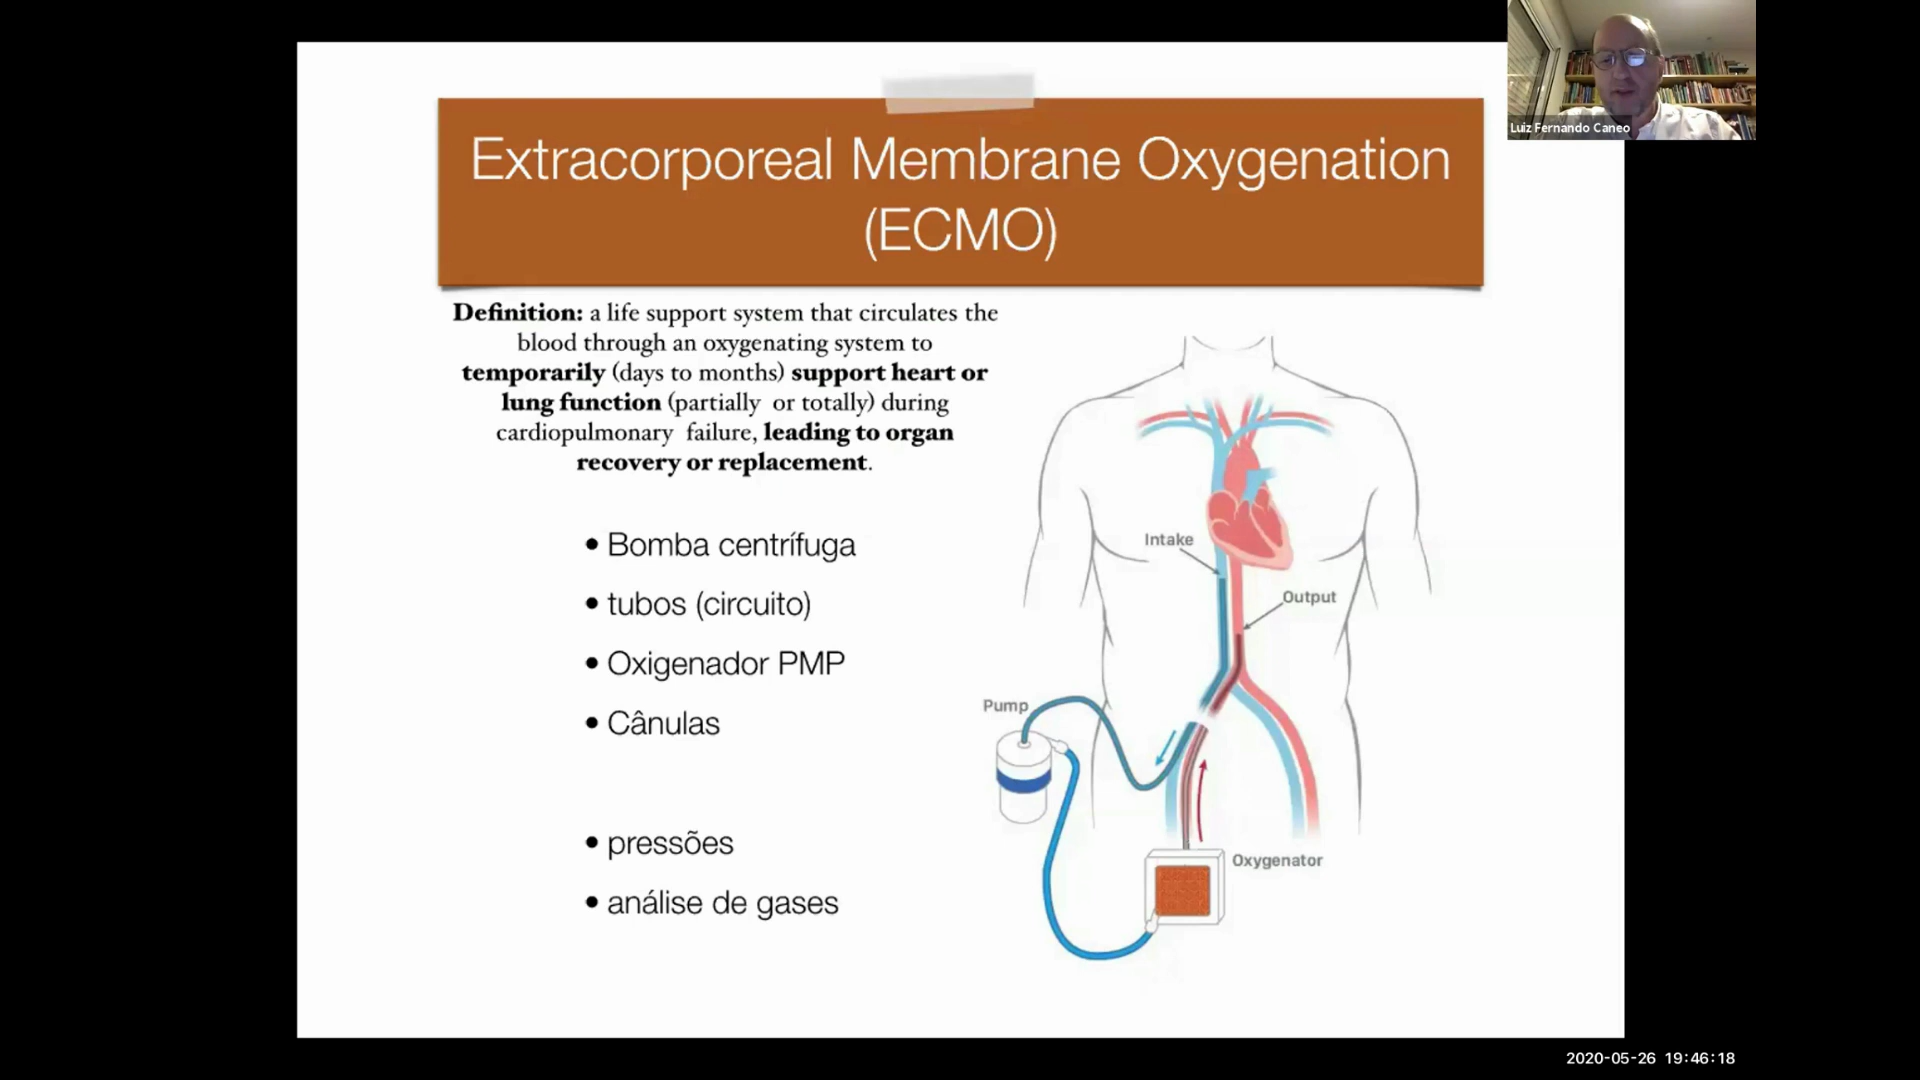 Luiz Fernando Caneo
Extracorporeal Membrane Oxygenation
(ECMO)
Definition: a life support system that circulates the
blood through an oxygenating system to
temporarily (days to months) support heart or
lung function (partially or totally) during
cardiopulmonary failure, leading to organ
recovery or replacement.
• Bomba centrífuga
• tubos (circuito)
• Oxigenador PMP
• Cânulas
• pressões
• análise de gases
Intake
Output
Pump
Oxygenator
2020-05-26 19:46:18